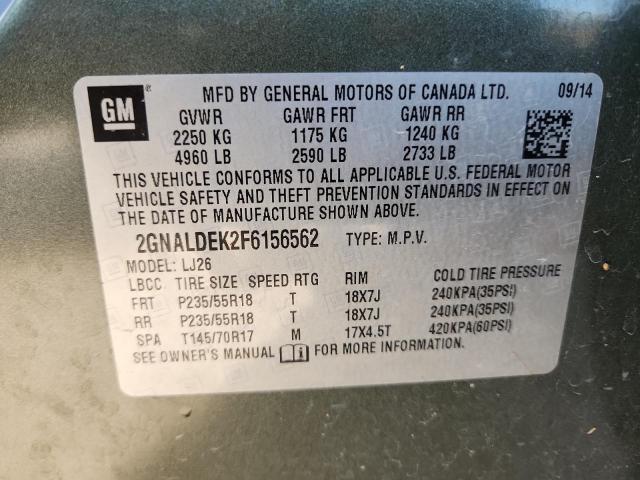 GM ® MFD BY GENERAL MOTORS OF CANADA LTD. 09/14
GVWR GAWR FRT GAWR RR
2250 KG 1175 KG 1240 KG
4960 LB 2590 LB 2733 LB
THIS VEHICLE CONFORMS TO ALL APPLICABLE U.S. FEDERAL MOTOR
VEHICLE SAFETY AND THEFT PREVENTION STANDARDS IN EFFECT ON
THE DATE OF MANUFACTURE SHOWN ABOVE.
2GNALDEK2F6156562 TYPE: M.P.V.
MODEL: LJ26
LBCC TIRE SIZE SPEED RTG RIM COLD TIRE PRESSURE
FRT P235/55R18 T 18X7J 240KPA(35PSI)
RR P235/55R18 T 18X7J 240KPA(35PSI)
SPA T145/70R17 M 17X4.5T 420KPA(60PSI)
SEE OWNER'S MANUAL FOR MORE INFORMATION.